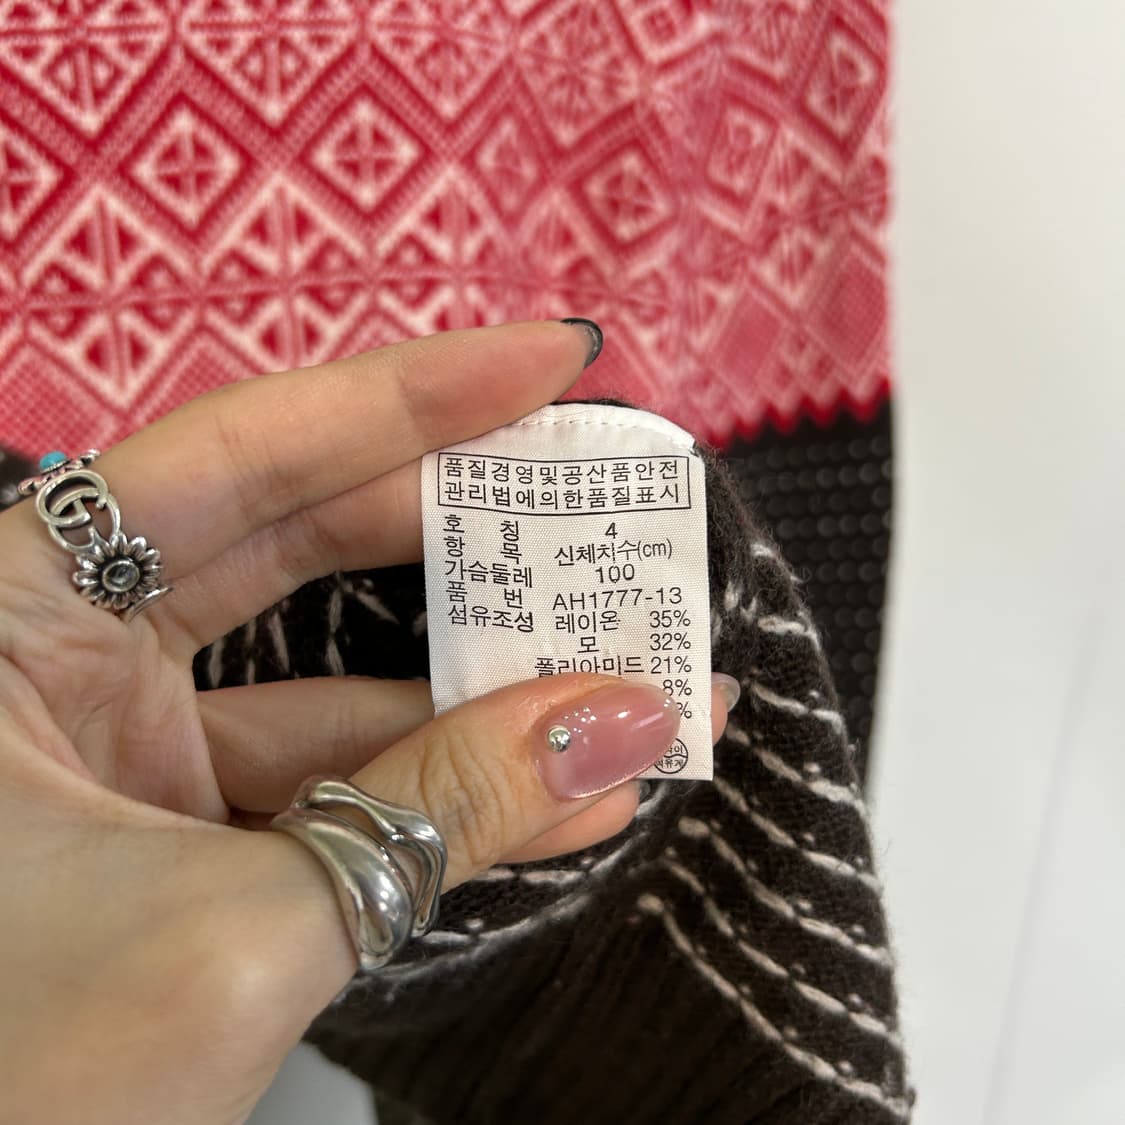 품질경영및공산품안전
관리법에의한품질표시
호 칭 4
항 목 신체치수(cm)
가슴둘레 100
품 번 AH1777-13
섬유조성 레이온 35%
모 32%
폴리아미드 21%
8%
%